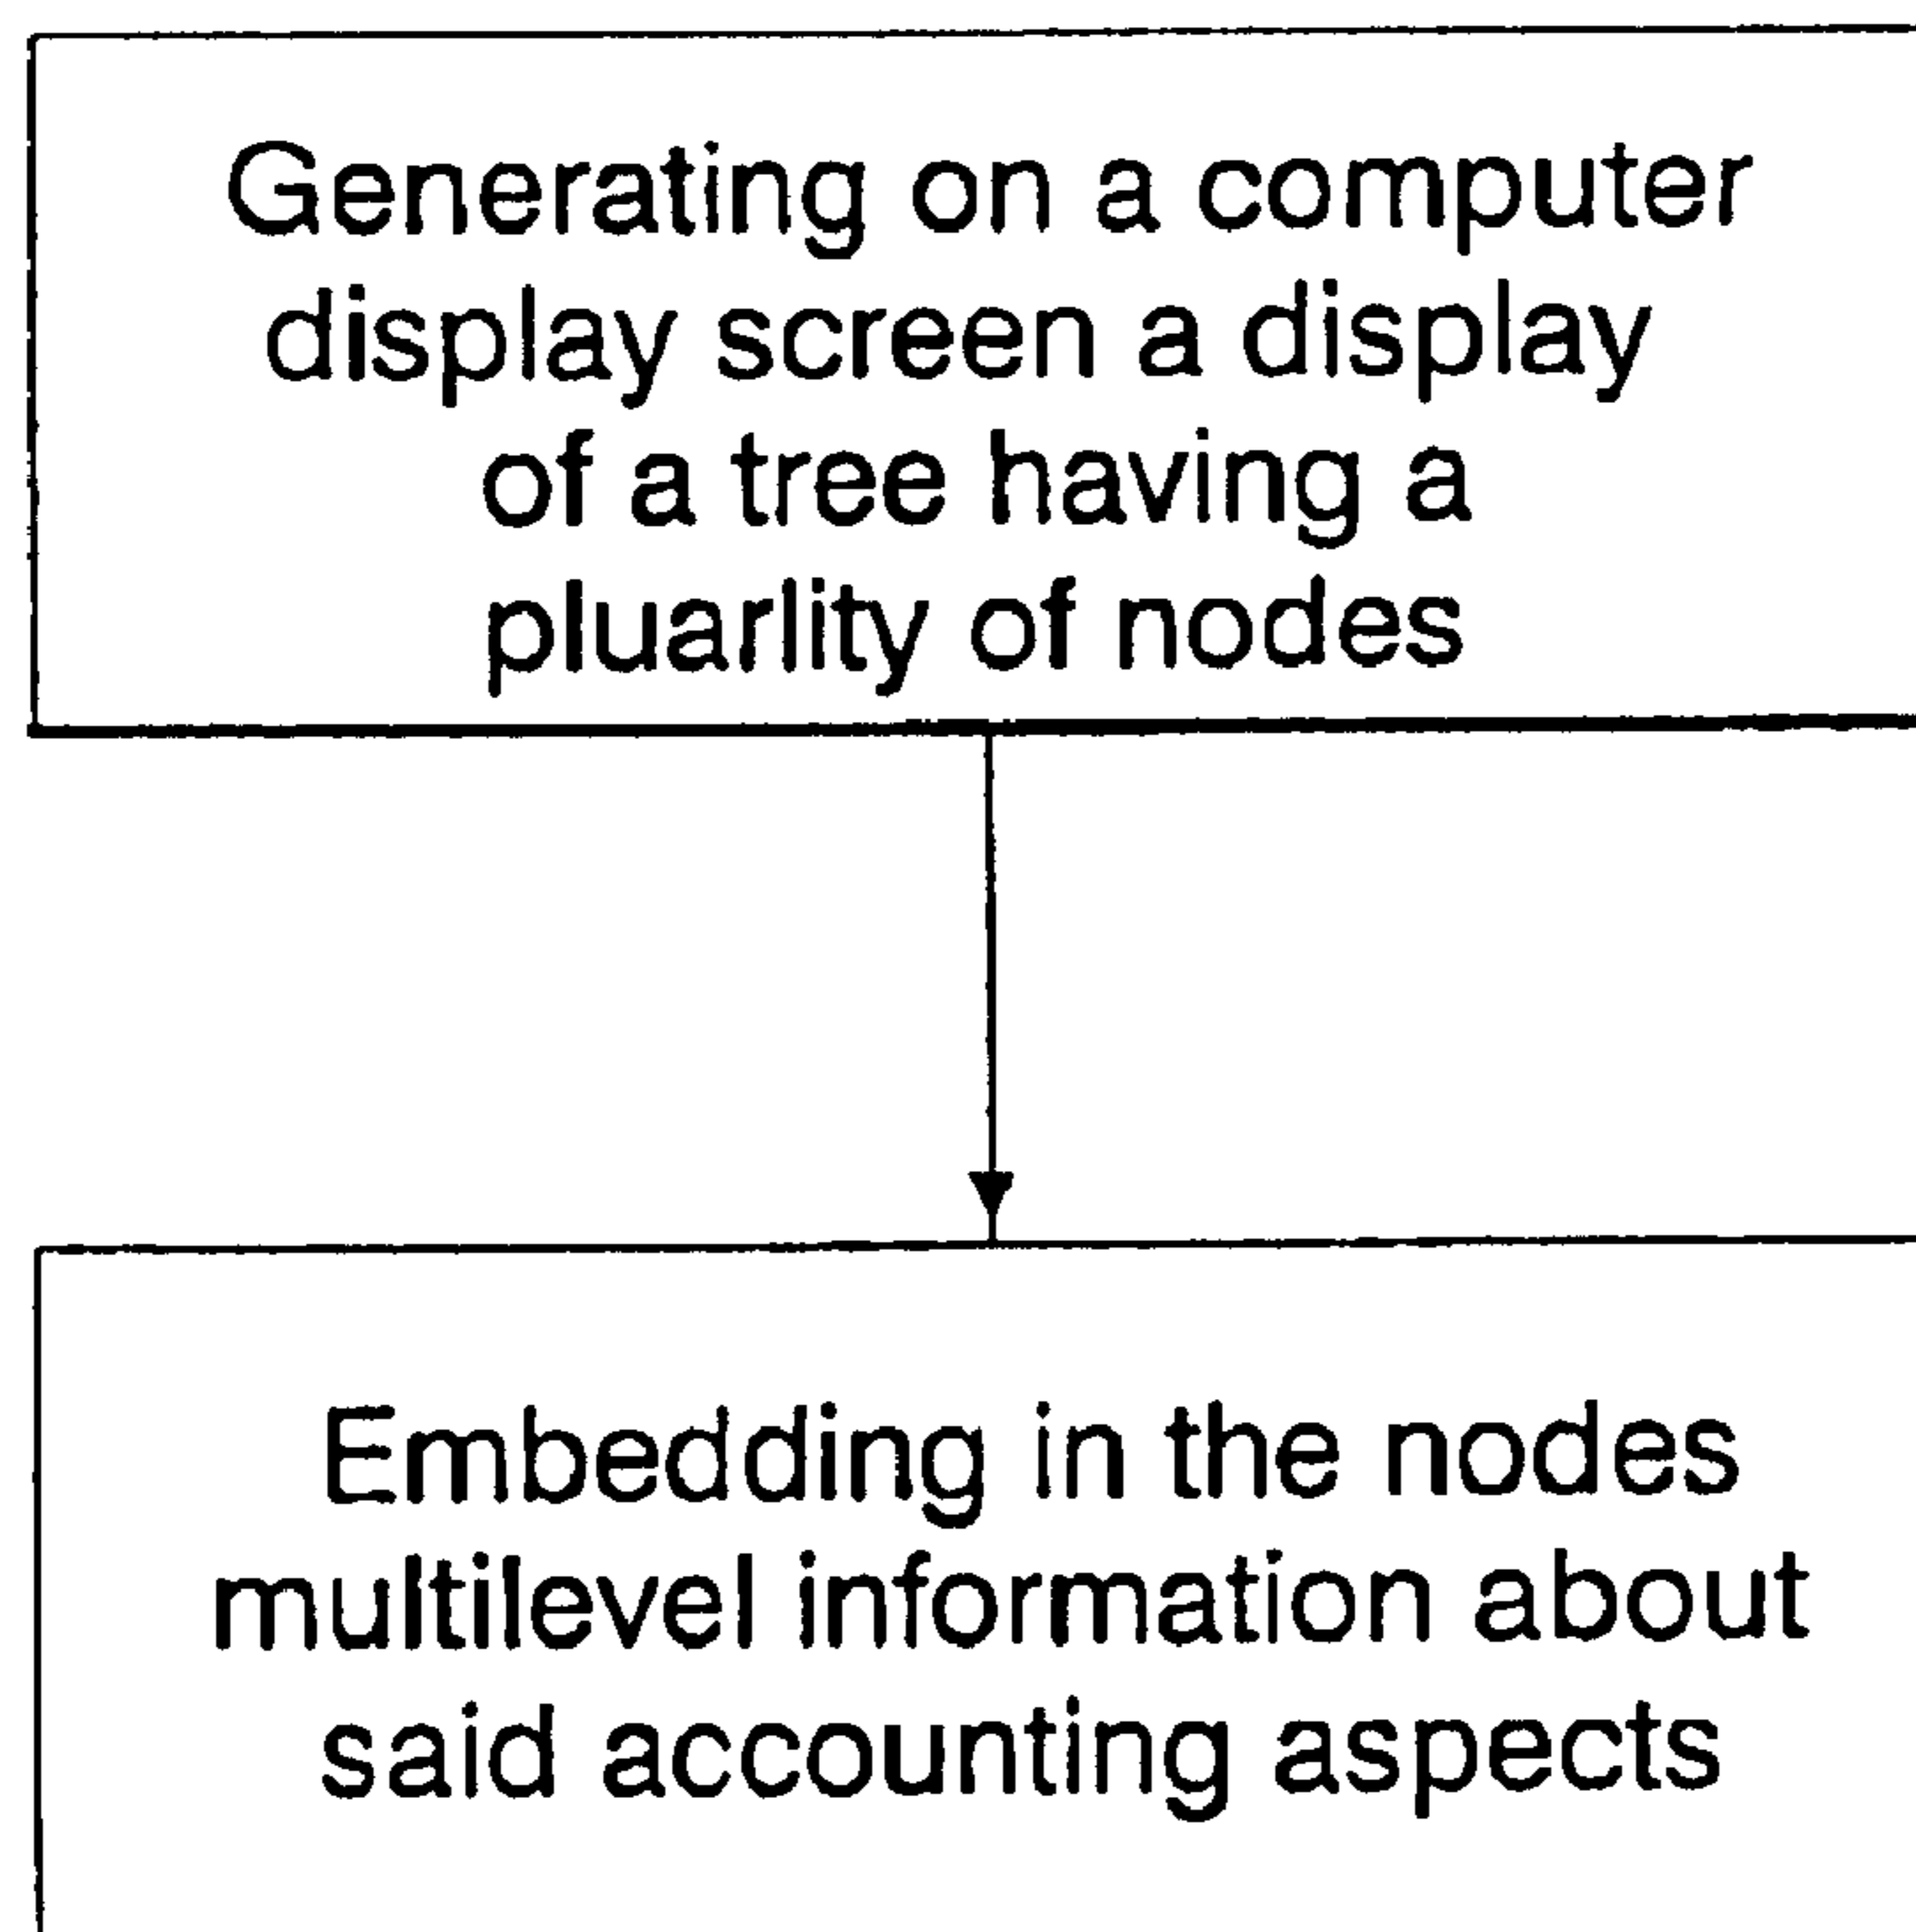 Generating on a computer
display screen a display
of a tree having a
pluarlity of nodes
Embedding in the nodes
multilevel information about
said accounting aspects